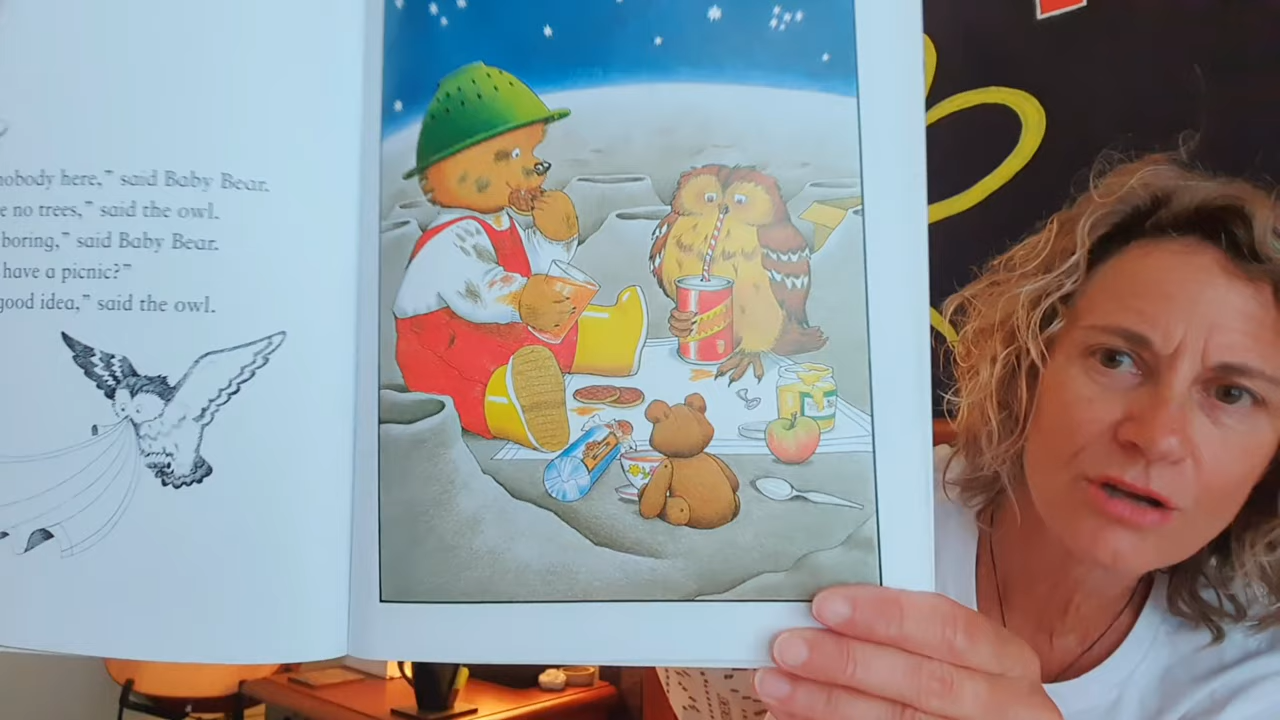 nobody here," said Baby Bear.
no trees," said the owl.
boring," said Baby Bear.
have a picnic?"
good idea," said the owl.